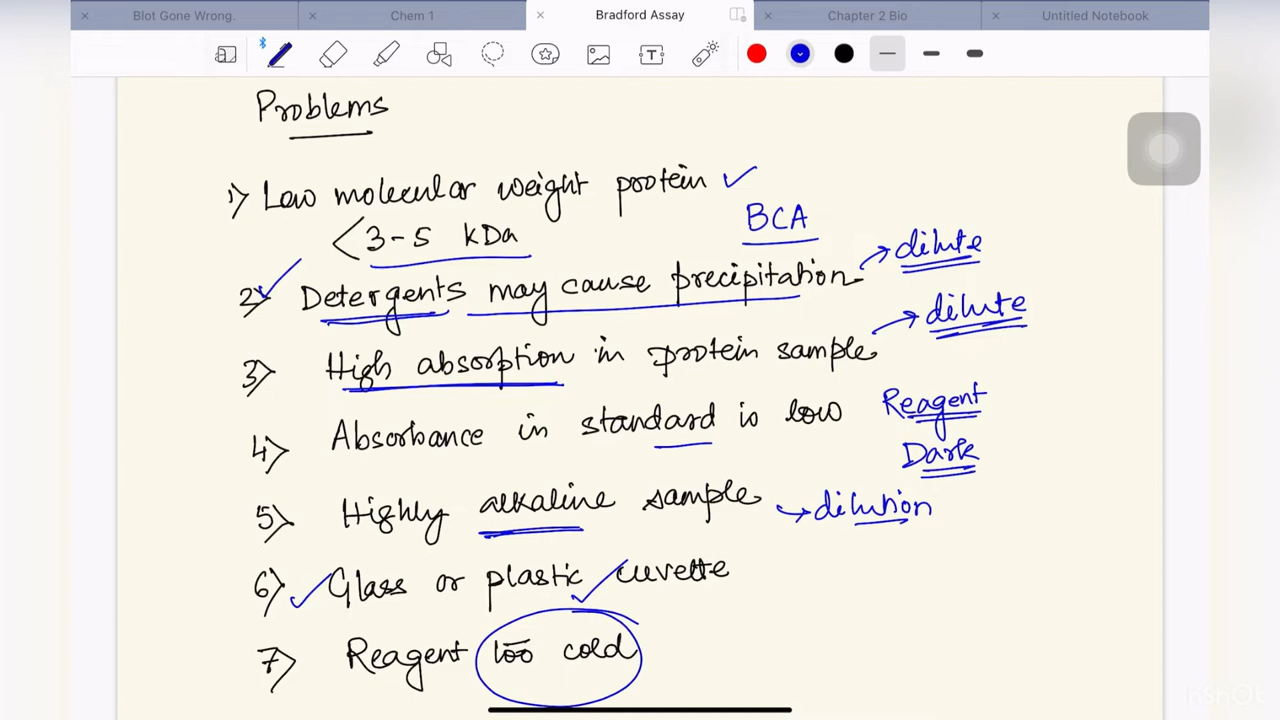 Blot Gone Wrong.
Chem 1
Bradford Assay
Chapter 2 Bio
Untitled Notebook
Problems
1) Low molecular weight protein
< 3-5 kDa
BCA
2) Detergents may cause precipitation → dilute
3) High absorption in protein sample → dilute
4) Absorbance in standard is low
Reagent
Dark
5) Highly alkaline sample → dilution
6) Glass or plastic cuvette
7) Reagent too cold
InShOt